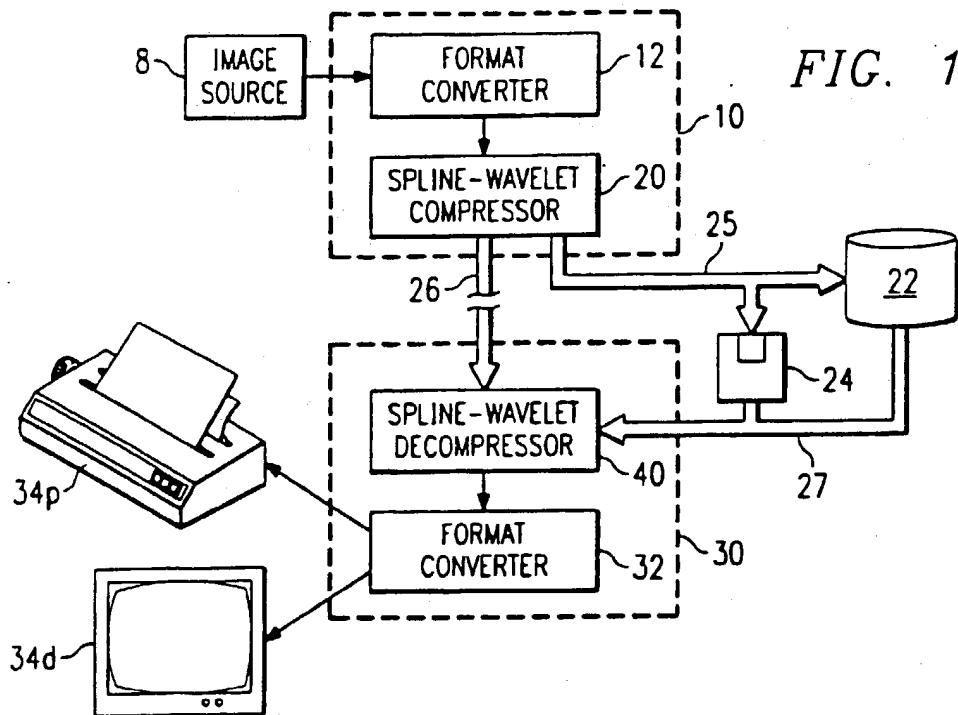 FIG. 1
8
IMAGE
SOURCE
FORMAT
CONVERTER
12
10
SPLINE-WAVELET
COMPRESSOR
20
25
26
22
24
SPLINE-WAVELET
DECOMPRESSOR
40
27
34p
FORMAT
CONVERTER
32
30
34d